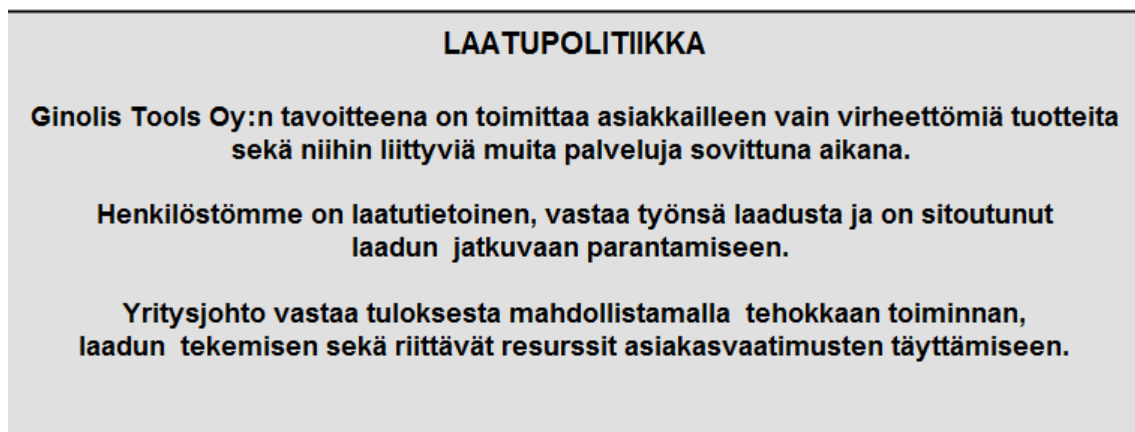 LAATUPOLITIIKKA
Ginolis Tools Oy:n tavoitteena on toimittaa asiakkailleen vain virheettömiä tuotteita
sekä niihin liittyviä muita palveluja sovittuna aikana.
Henkilöstömme on laatutietoinen, vastaa työnsä laadusta ja on sitoutunut
laadun jatkuvaan parantamiseen.
Yritysjohto vastaa tuloksesta mahdollistamalla tehokkaan toiminnan,
laadun tekemisen sekä riittävät resurssit asiakasvaatimusten täyttämiseen.